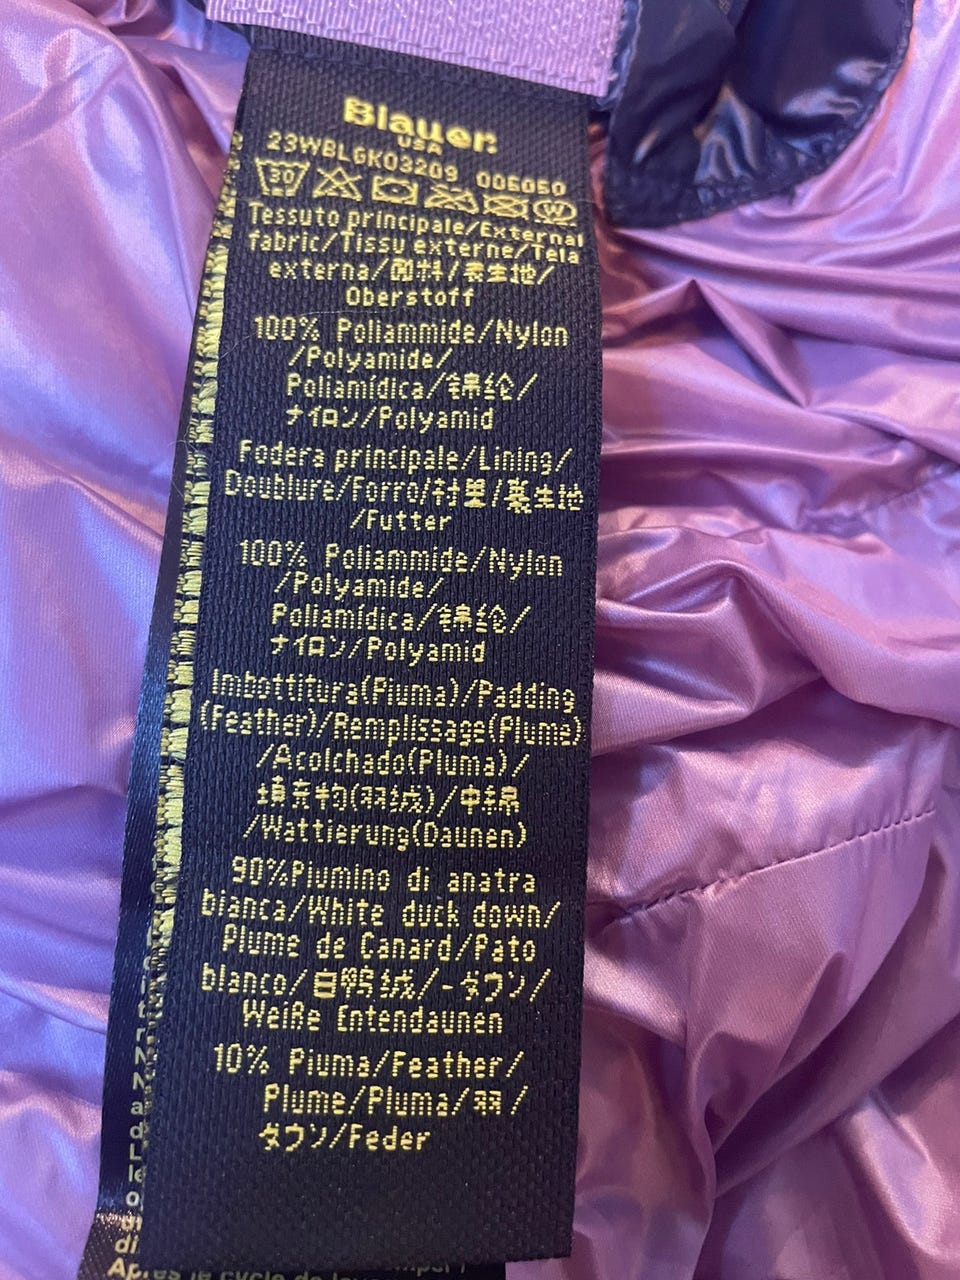 Blauer.
USA
23WBLGK03209 006050
30 W
Tessuto principale/External
fabric/Tissu externe/Tela
externa/面料/表生地/
Oberstoff
100% Poliammide/Nylon
/Polyamide/
Poliamídica/锦纶/
ナイロン/Polyamid
Fodera principale/Lining/
Doublure/Forro/衬里/裏生地
/Futter
100% Poliammide/Nylon
/Polyamide/
Poliamídica/锦纶/
ナイロン/Polyamid
Imbottitura(Piuma)/Padding
(Feather)/Remplissage(Plume)
/Acolchado(Pluma)/
填充物(羽绒)/中綿
/Wattierung(Daunen)
90%Piumino di anatra
bianca/White duck down/
Plume de Canard/Pato
blanco/白鸭绒/-ダウン/
Weiße Entendaunen
10% Piuma/Feather/
Plume/Pluma/羽/
ダウン/Feder
Après le cycle de